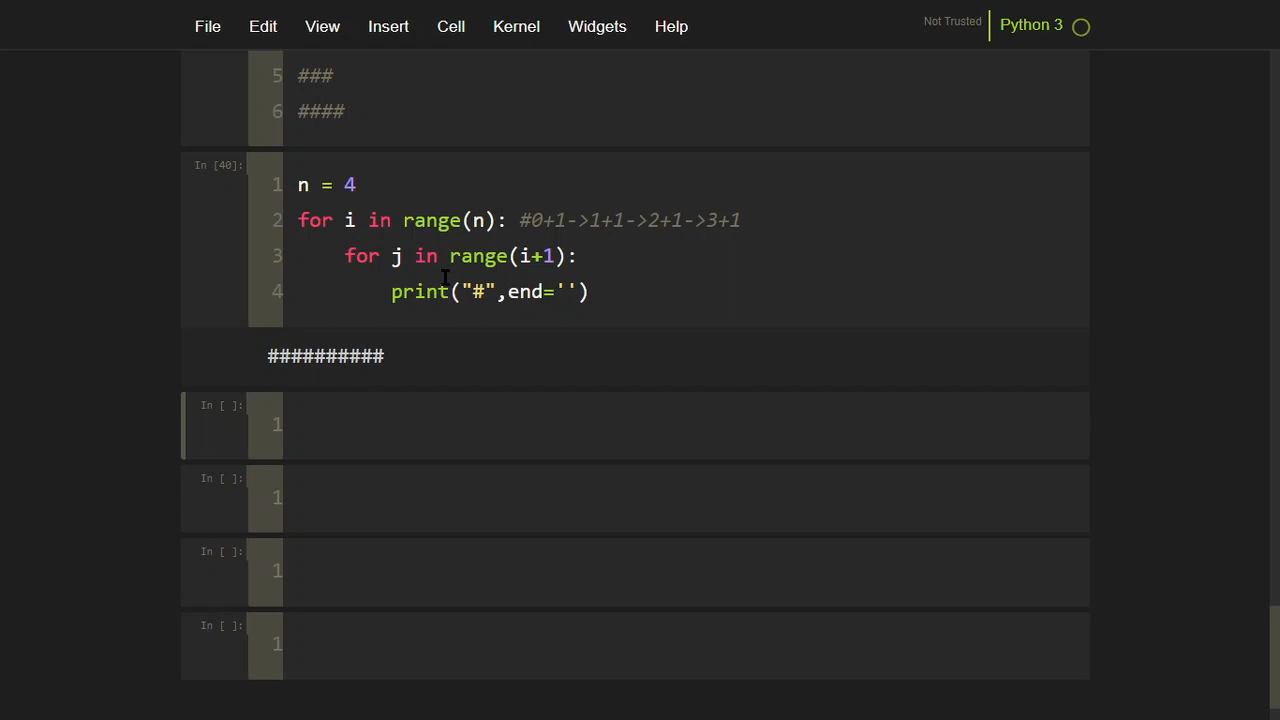 File Edit View Insert Cell Kernel Widgets Help Not Trusted Python 3
5 ###
6 ####
In [40]:
1 n = 4
2 for i in range(n): #0+1->1+1->2+1->3+1
3 for j in range(i+1):
4 print("#",end='')
##########
In [ ]:
1
In [ ]:
1
In [ ]:
1
In [ ]:
1